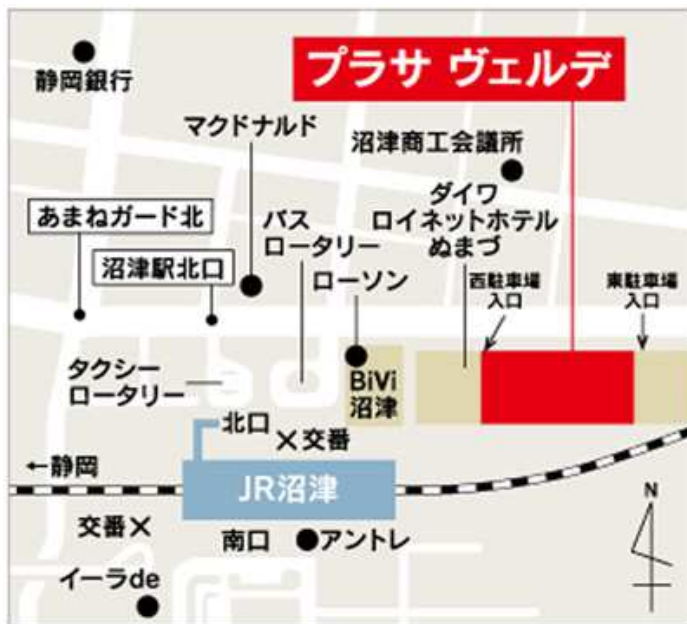 プラサ ヴェルデ
静岡銀行
マクドナルド
沼津商工会議所
ダイワ
ロイネットホテル
ぬまづ
あまねガード北
バス
ロータリー
沼津駅北口
ローソン
西駐車場
入口
東駐車場
入口
タクシー
ロータリー
BiVi
沼津
北口
交番
←静岡
JR沼津
N
交番
南口
アントレ
イーラde